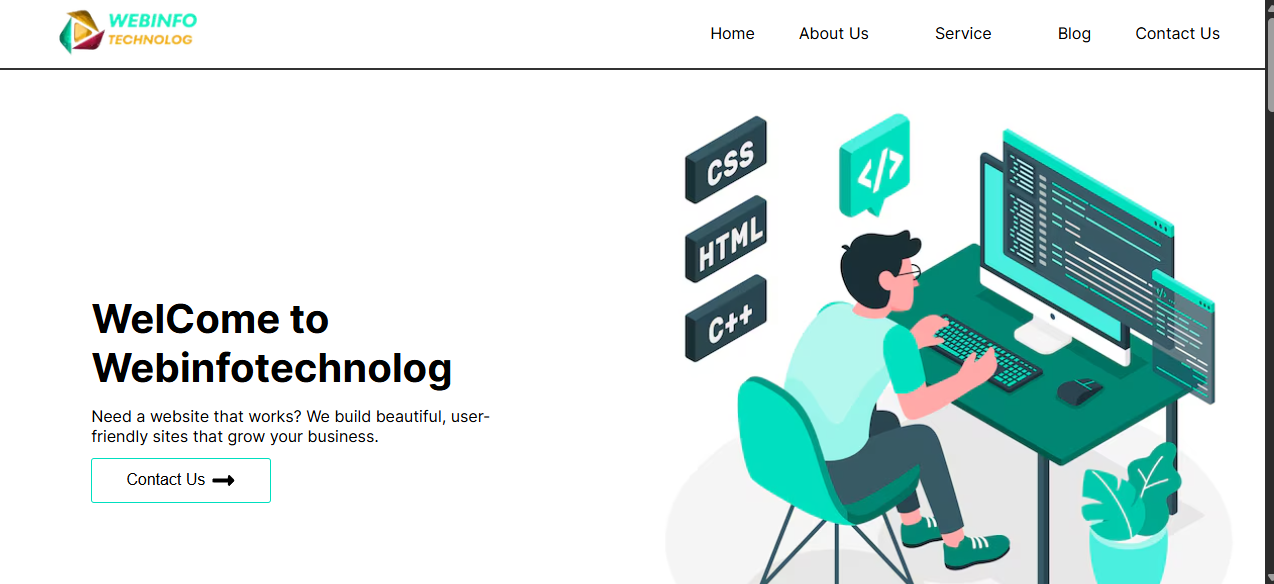 WEBINFO
TECHNOLOG
Home About Us Service Blog Contact Us
CSS
</>
HTML
C++
</>
WelCome to
Webinfotechnolog
Need a website that works? We build beautiful, user-
friendly sites that grow your business.
Contact Us